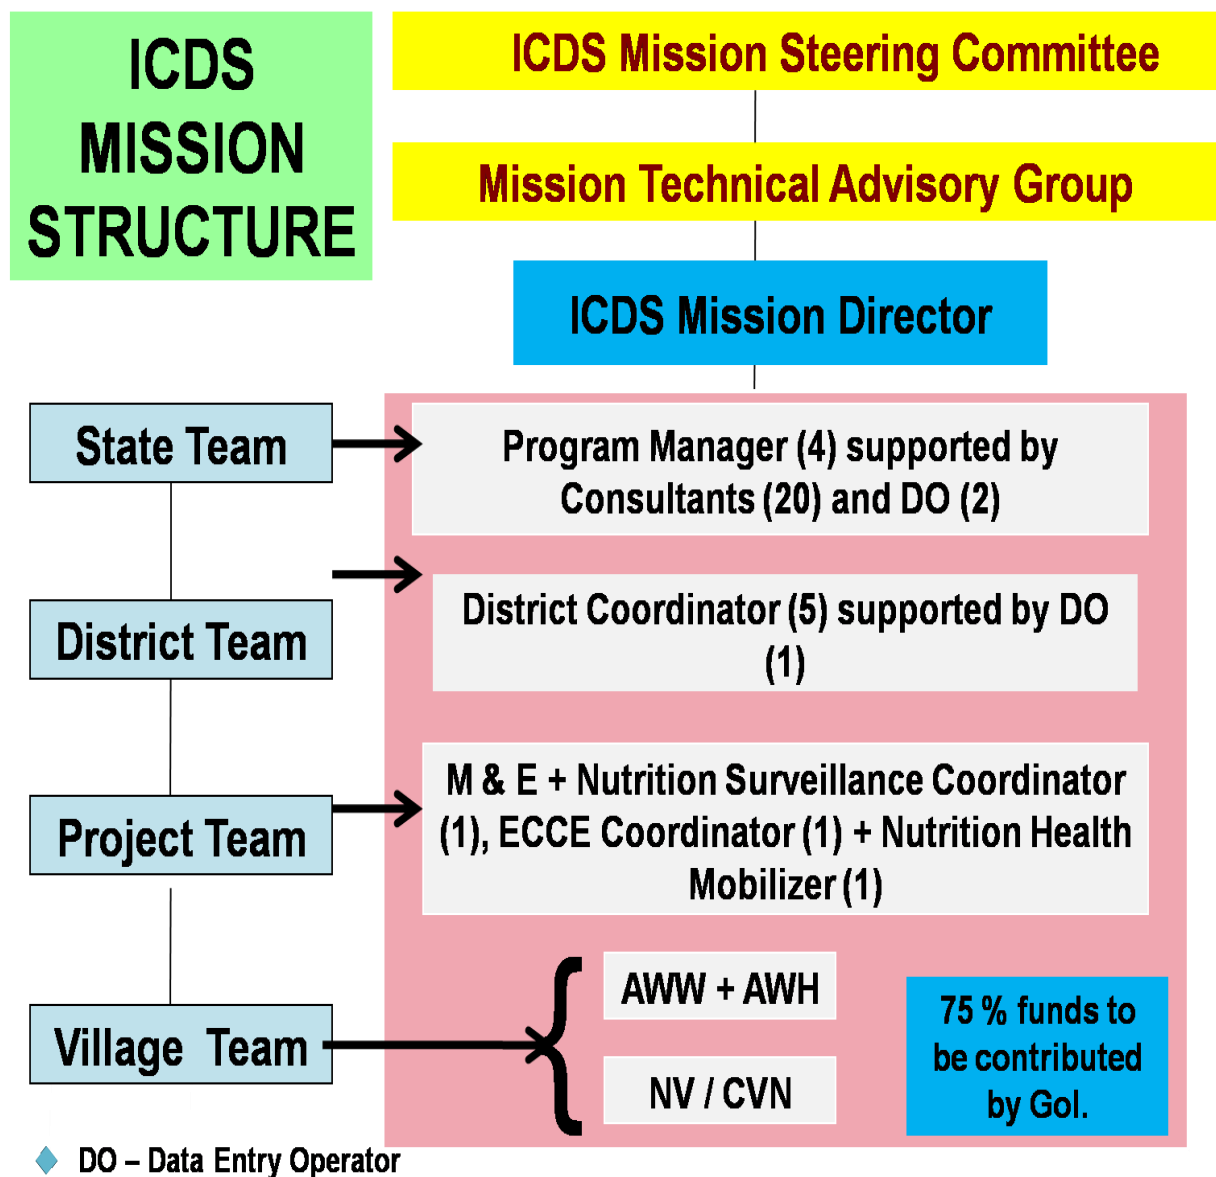 ICDS
MISSION
STRUCTURE
ICDS Mission Steering Committee
Mission Technical Advisory Group
ICDS Mission Director
State Team
Program Manager (4) supported by
Consultants (20) and DO (2)
District Team
District Coordinator (5) supported by DO
(1)
Project Team
M & E + Nutrition Surveillance Coordinator
(1), ECCE Coordinator (1) + Nutrition Health
Mobilizer (1)
Village Team
AWW + AWH
NV / CVN
75 % funds to
be contributed
by GoI.
DO – Data Entry Operator